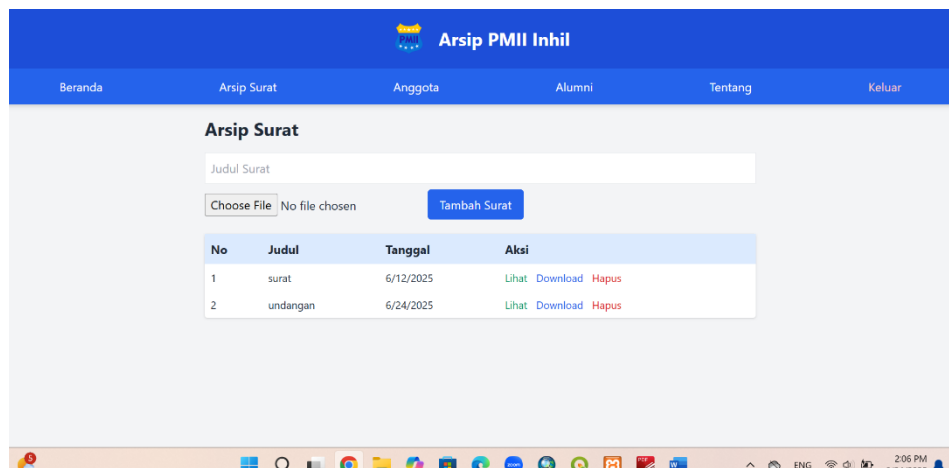 PMII
Arsip PMII Inhil
Beranda Arsip Surat Anggota Alumni Tentang Keluar
Arsip Surat
Judul Surat
Choose File No file chosen Tambah Surat
No Judul Tanggal Aksi
1 surat 6/12/2025 Lihat Download Hapus
2 undangan 6/24/2025 Lihat Download Hapus
5
zoom
PDF
W
ENG
2:06 PM